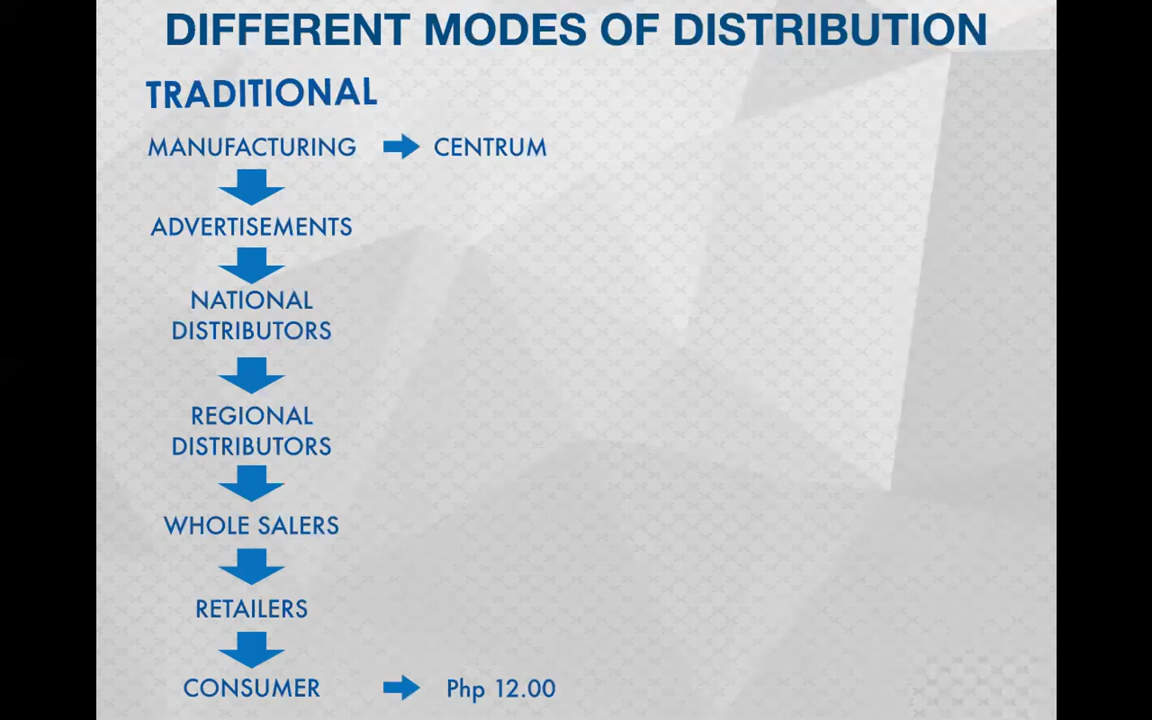 DIFFERENT MODES OF DISTRIBUTION
TRADITIONAL
MANUFACTURING CENTRUM
ADVERTISEMENTS
NATIONAL
DISTRIBUTORS
REGIONAL
DISTRIBUTORS
WHOLE SALERS
RETAILERS
CONSUMER Php 12.00